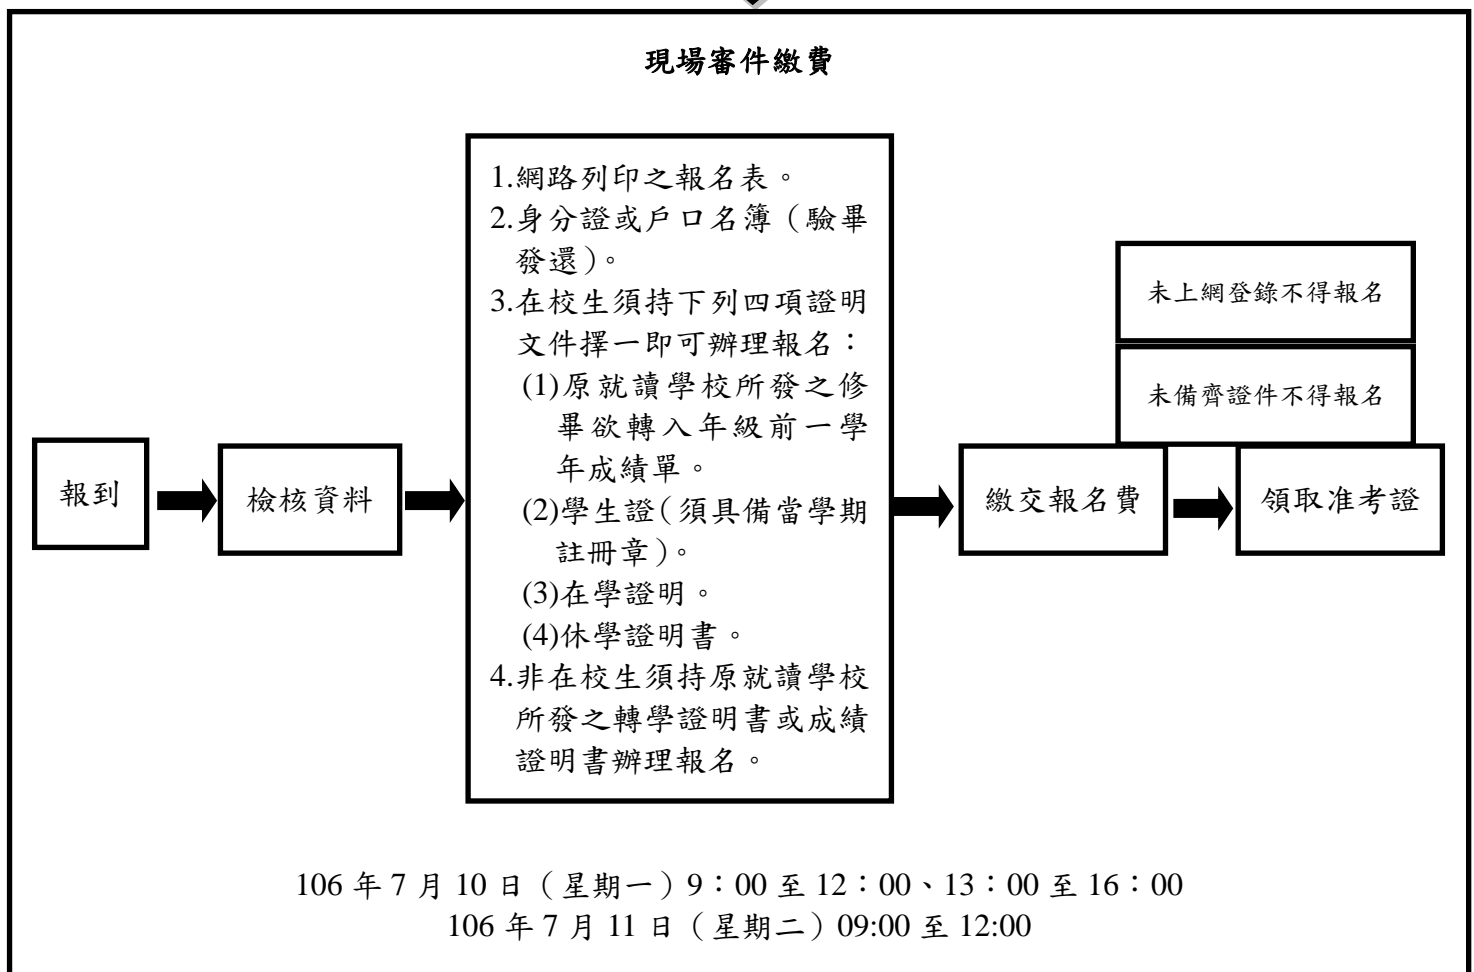 現場審件繳費
報到
檢核資料
1.網路列印之報名表。
2.身分證或戶口名簿（驗畢
發還）。
3.在校生須持下列四項證明
文件擇一即可辦理報名：
(1)原就讀學校所發之修
畢欲轉入年級前一學
年成績單。
(2)學生證（須具備當學期
註冊章）。
(3)在學證明。
(4)休學證明書。
4.非在校生須持原就讀學校
所發之轉學證明書或成績
證明書辦理報名。
未上網登錄不得報名
未備齊證件不得報名
繳交報名費
領取准考證
106 年 7 月 10 日（星期一）9：00 至 12：00、13：00 至 16：00
106 年 7 月 11 日（星期二）09:00 至 12:00